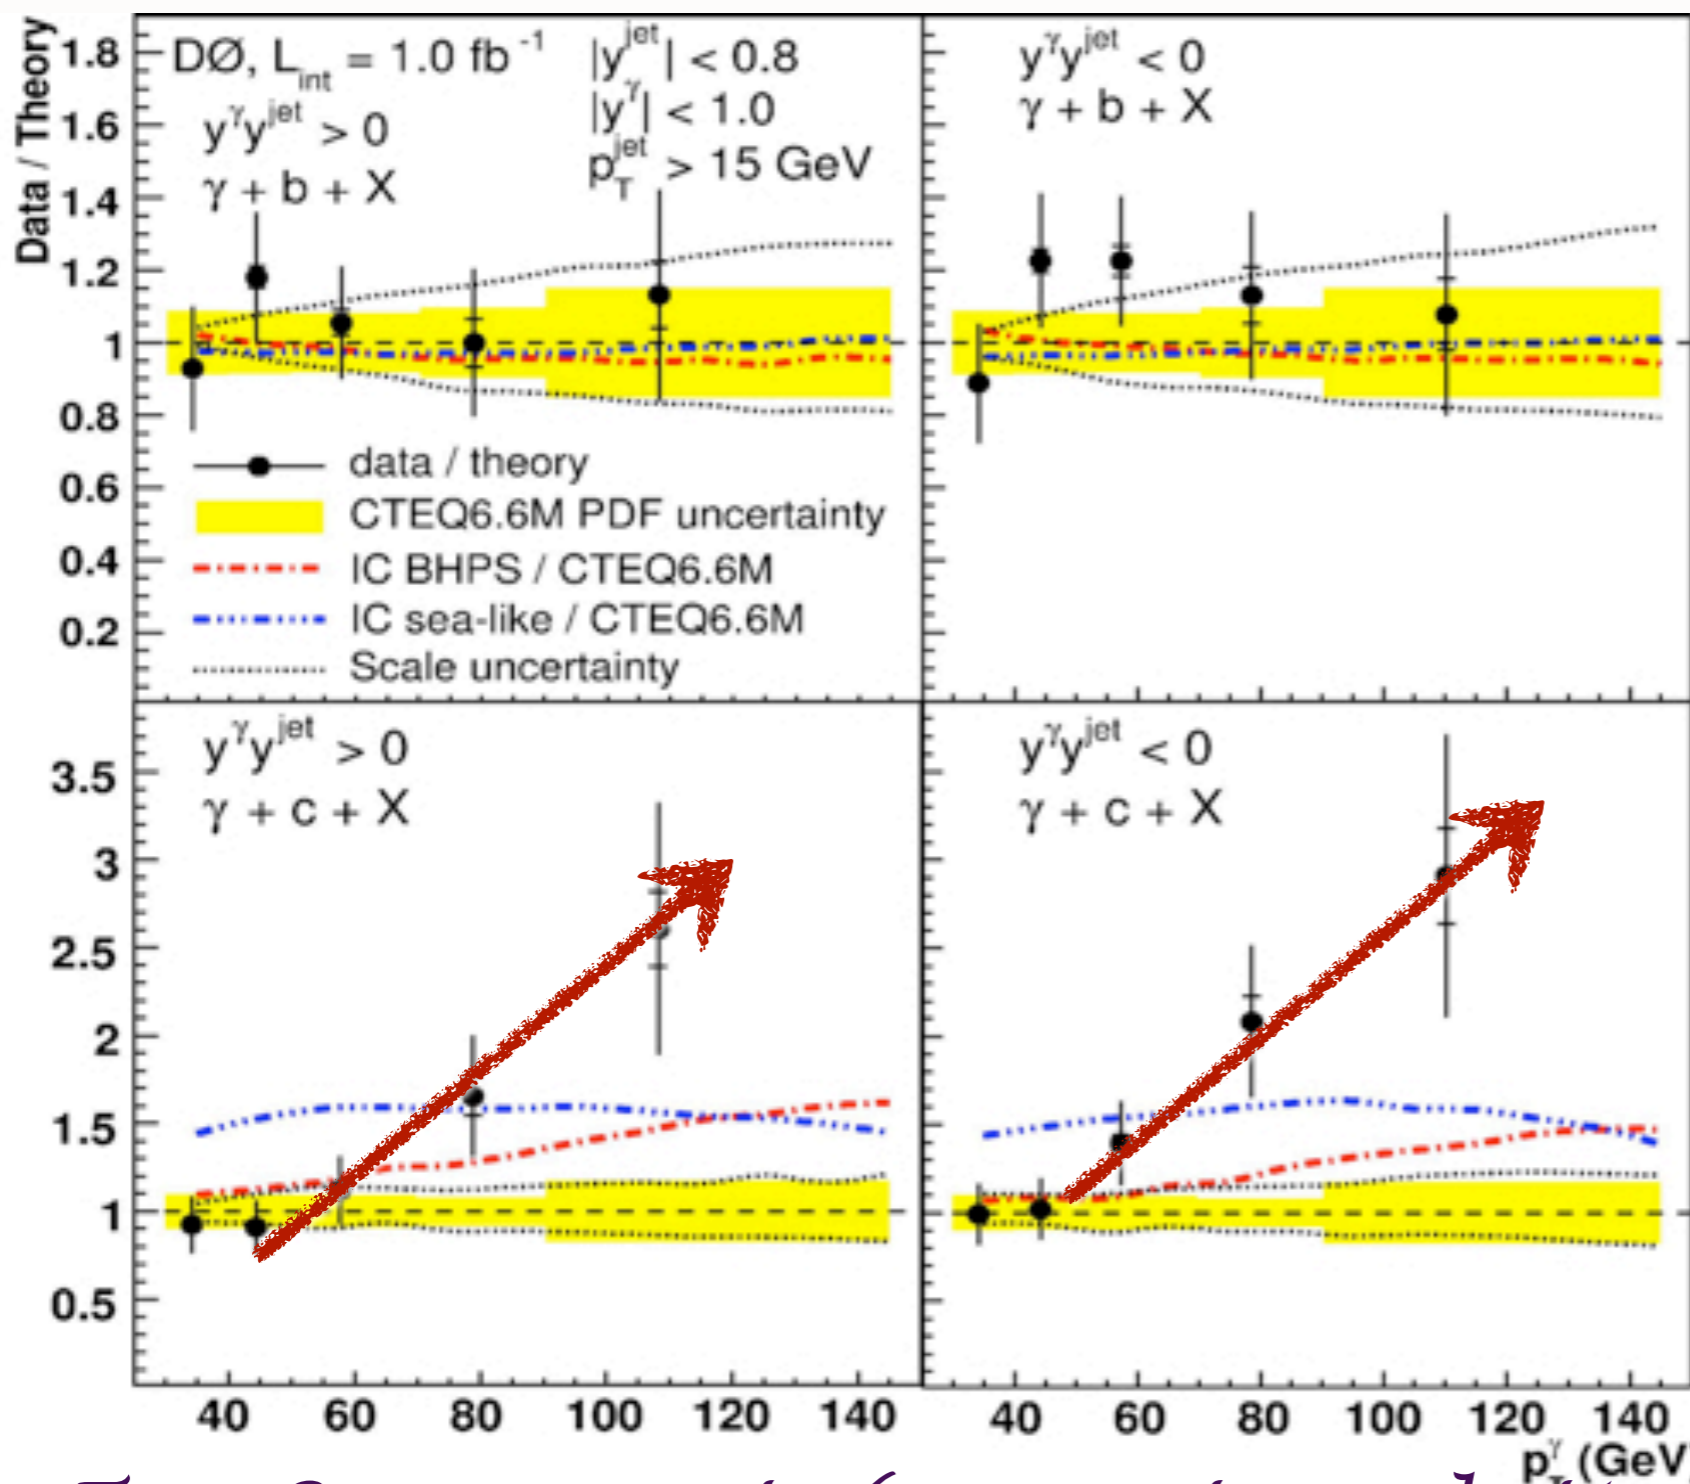 Data / Theory
1.8
1.6
1.4
1.2
1
0.8
0.6
0.4
0.2
DØ, L_int = 1.0 fb^-1
y^γ y^jet > 0
γ + b + X
|y^jet| < 0.8
|y^γ| < 1.0
p_T^jet > 15 GeV
data / theory
CTEQ6.6M PDF uncertainty
IC BHPS / CTEQ6.6M
IC sea-like / CTEQ6.6M
Scale uncertainty
y^γ y^jet < 0
γ + b + X
3.5
3
2.5
2
1.5
1
0.5
y^γ y^jet > 0
γ + c + X
y^γ y^jet < 0
γ + c + X
40 60 80 100 120 140
40 60 80 100 120 140
p_T^γ (GeV